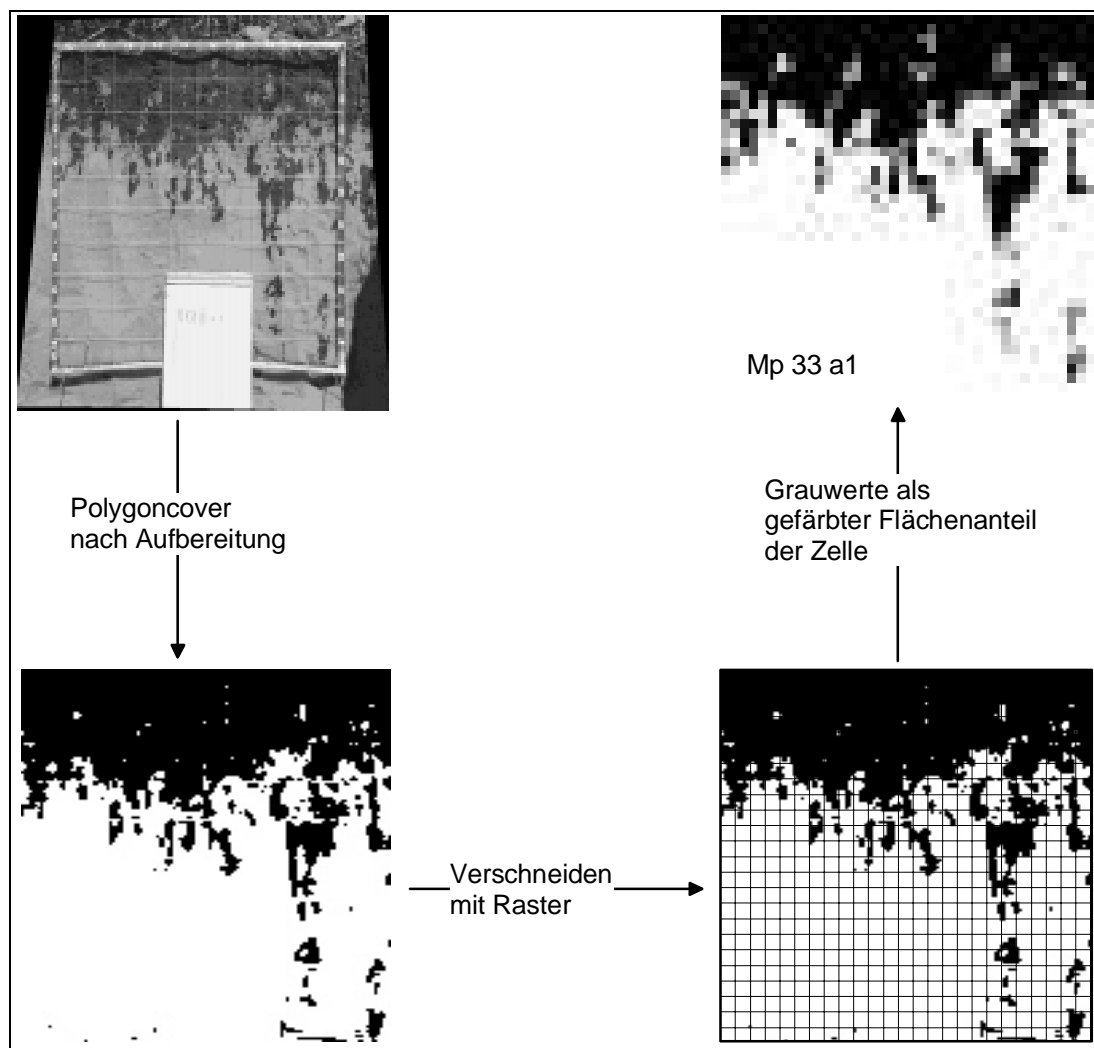 Polygoncover
nach Aufbereitung
Verschneiden
mit Raster
Grauwerte als
gefärbter Flächenanteil
der Zelle
Mp 33 a1